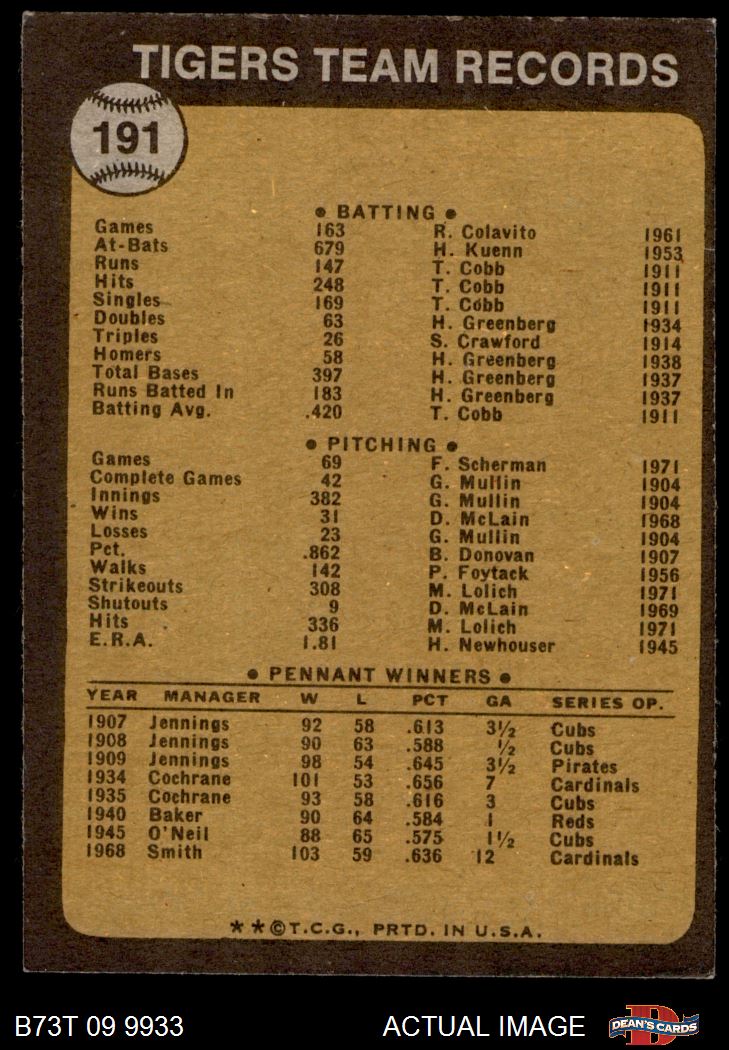 TIGERS TEAM RECORDS
191
● BATTING ●
Games 163 R. Colavito 1961
At-Bats 679 H. Kuenn 1953
Runs 147 T. Cobb 1911
Hits 248 T. Cobb 1911
Singles 169 T. Cobb 1911
Doubles 63 H. Greenberg 1934
Triples 26 S. Crawford 1914
Homers 58 H. Greenberg 1938
Total Bases 397 H. Greenberg 1937
Runs Batted In 183 H. Greenberg 1937
Batting Avg. .420 T. Cobb 1911
● PITCHING ●
Games 69 F. Scherman 1971
Complete Games 42 G. Mullin 1904
Innings 382 G. Mullin 1904
Wins 31 D. McLain 1968
Losses 23 G. Mullin 1904
Pct. .862 B. Donovan 1907
Walks 142 P. Foytack 1956
Strikeouts 308 M. Lolich 1971
Shutouts 9 D. McLain 1969
Hits 336 M. Lolich 1971
E.R.A. 1.81 H. Newhouser 1945
● PENNANT WINNERS ●
YEAR MANAGER W L PCT GA SERIES OP.
1907 Jennings 92 58 .613 3½ Cubs
1908 Jennings 90 63 .588 ½ Cubs
1909 Jennings 98 54 .645 3½ Pirates
1934 Cochrane 101 53 .656 7 Cardinals
1935 Cochrane 93 58 .616 3 Cubs
1940 Baker 90 64 .584 1 Reds
1945 O'Neil 88 65 .575 1½ Cubs
1968 Smith 103 59 .636 12 Cardinals
**©T.C.G., PRTD. IN U.S.A.
B73T 09 9933 ACTUAL IMAGE D DEAN'S CARDS